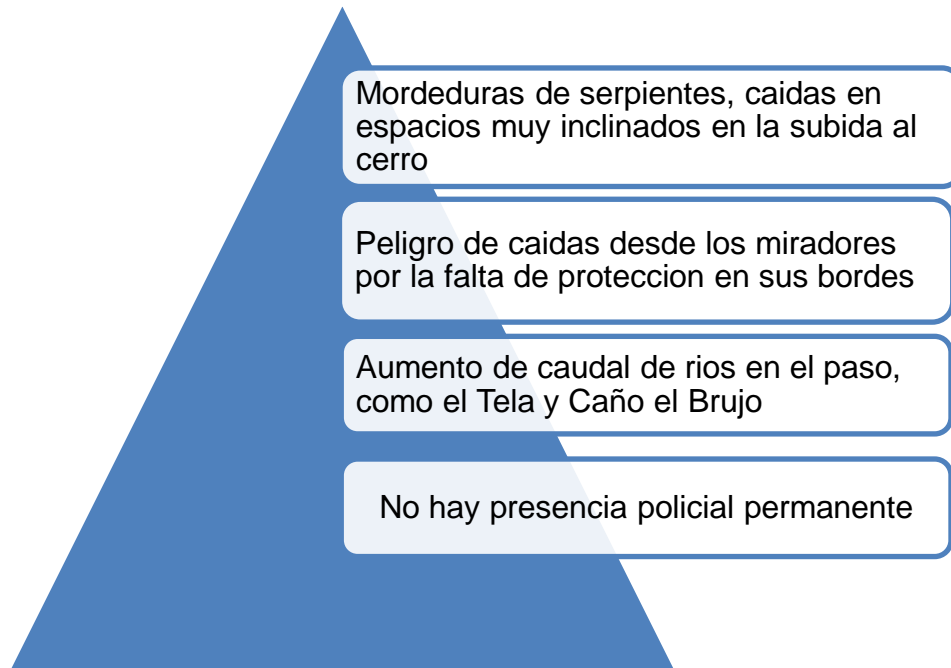 Mordeduras de serpientes, caidas en
espacios muy inclinados en la subida al
cerro
Peligro de caidas desde los miradores
por la falta de proteccion en sus bordes
Aumento de caudal de rios en el paso,
como el Tela y Caño el Brujo
No hay presencia policial permanente